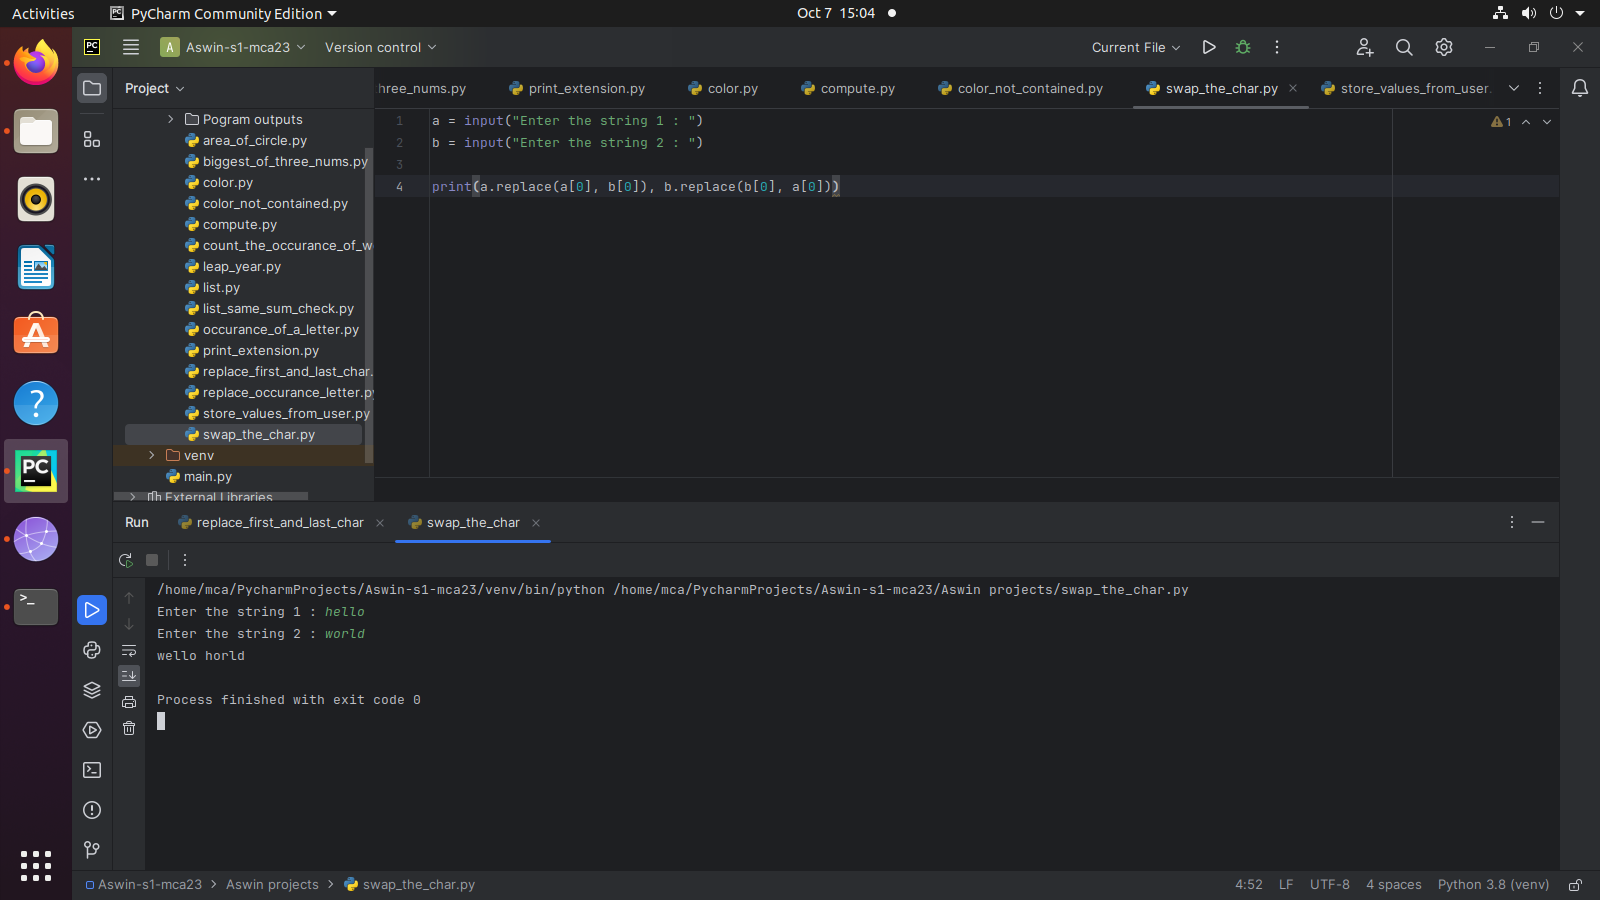 Activities PyCharm Community Edition Oct 7 15:04
PC A Aswin-s1-mca23 Version control Current File
Project hree_nums.py print_extension.py color.py compute.py color_not_contained.py swap_the_char.py store_values_from_user.
Pogram outputs
area_of_circle.py
biggest_of_three_nums.py
color.py
color_not_contained.py
compute.py
count_the_occurance_of_w
leap_year.py
list.py
list_same_sum_check.py
occurance_of_a_letter.py
print_extension.py
replace_first_and_last_char.
replace_occurance_letter.py
store_values_from_user.py
swap_the_char.py
venv
main.py
External Libraries
1 a = input("Enter the string 1 : ")
2 b = input("Enter the string 2 : ")
3
4 print(a.replace(a[0], b[0]), b.replace(b[0], a[0]))
1
Run replace_first_and_last_char swap_the_char
/home/mca/PycharmProjects/Aswin-s1-mca23/venv/bin/python /home/mca/PycharmProjects/Aswin-s1-mca23/Aswin projects/swap_the_char.py
Enter the string 1 : hello
Enter the string 2 : world
wello horld
Process finished with exit code 0
PC
?
>_
Aswin-s1-mca23 > Aswin projects > swap_the_char.py 4:52 LF UTF-8 4 spaces Python 3.8 (venv)